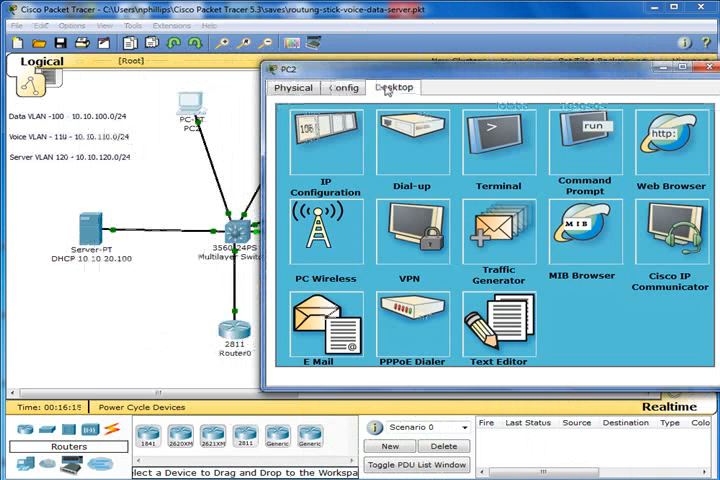 Cisco Packet Tracer - C:\Users\nphillips\Cisco Packet Tracer 5.3\saves\routung-stick-voice-data-server.pkt
File Edit Options View Tools Extensions Help
Logical
[Root]
Data VLAN -100 - 10.10.100.0/24
Voice VLAN - 110 - 10.10.110.0/24
Server VLAN 120 - 10.10.120.0/24
PC-PT
PC2
Server-PT
DHCP 10.10.20.100
3560-24PS
Multilayer Switc
2811
Router0
PC2
Physical
Config
Desktop
106
IP
Configuration
Dial-up
>
Terminal
run
Command
Prompt
http:
Web Browser
PC Wireless
VPN
Traffic
Generator
MIB
MIB Browser
Cisco IP
Communicator
@
E Mail
PPPoE Dialer
Text Editor
Time: 00:16:15
Power Cycle Devices
Realtime
Routers
1841
2620XM
2621XM
2811
Generic
Generic
elect a Device to Drag and Drop to the Workspa
Scenario 0
New
Delete
Toggle PDU List Window
Fire Last Status Source Destination Type Colo